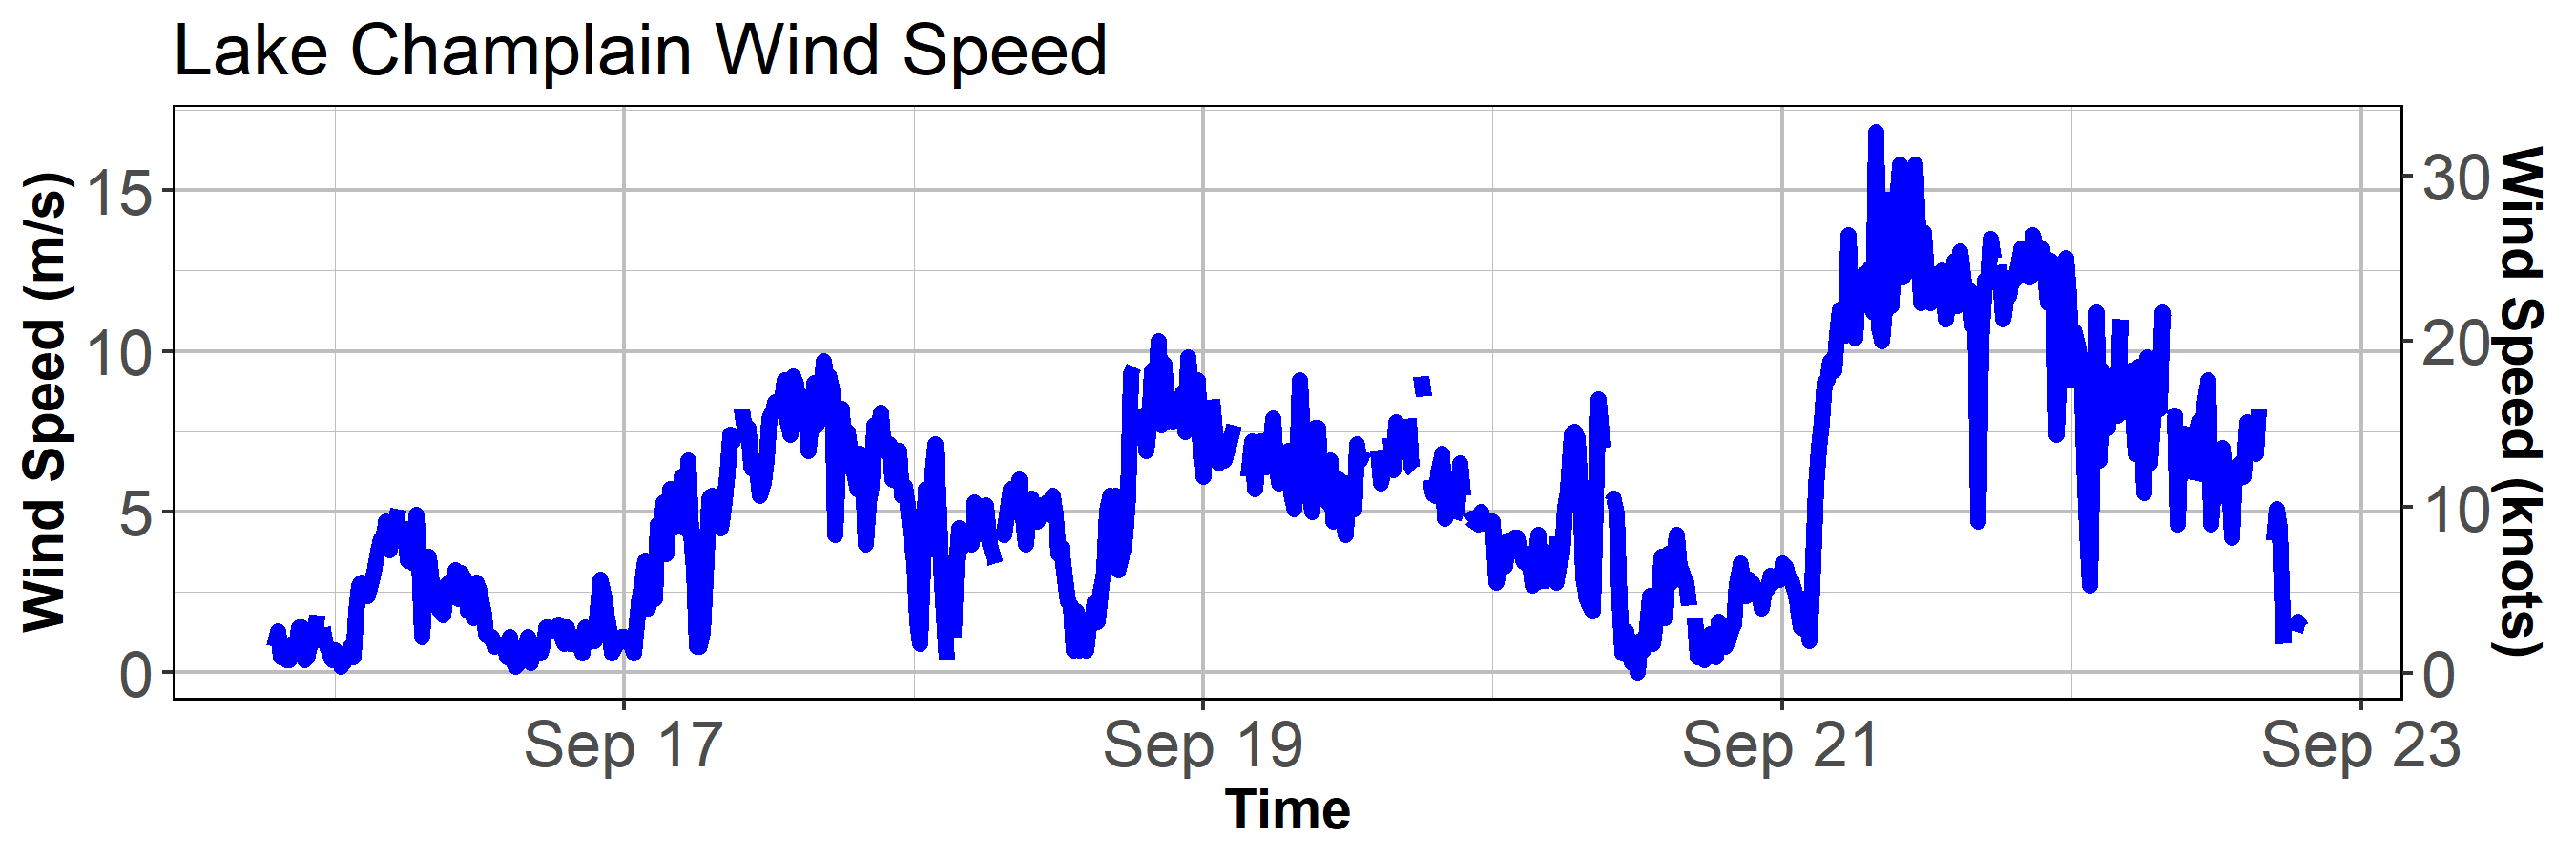 Lake Champlain Wind Speed
Wind Speed (m/s)
15
10
5
0
30
20
10
0
Wind Speed (knots)
Sep 17 Sep 19 Sep 21 Sep 23
Time